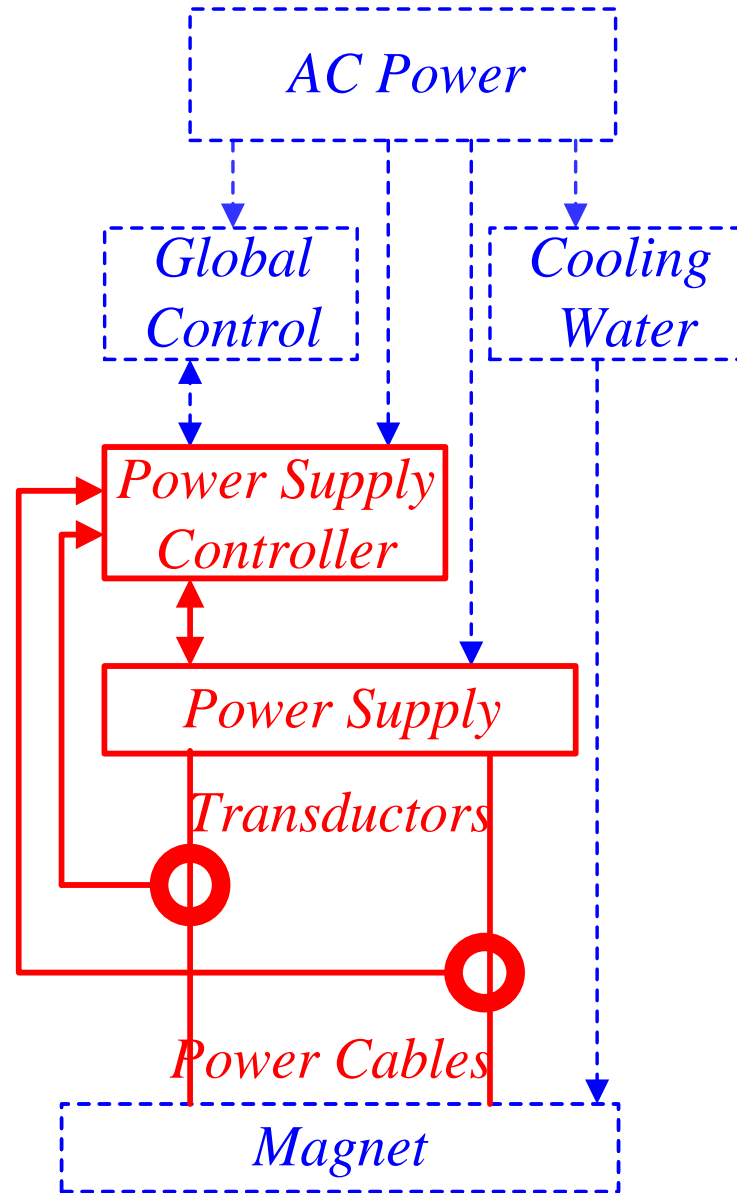 AC Power
Global
Control
Cooling
Water
Power Supply
Controller
Power Supply
Transductors
Power Cables
Magnet